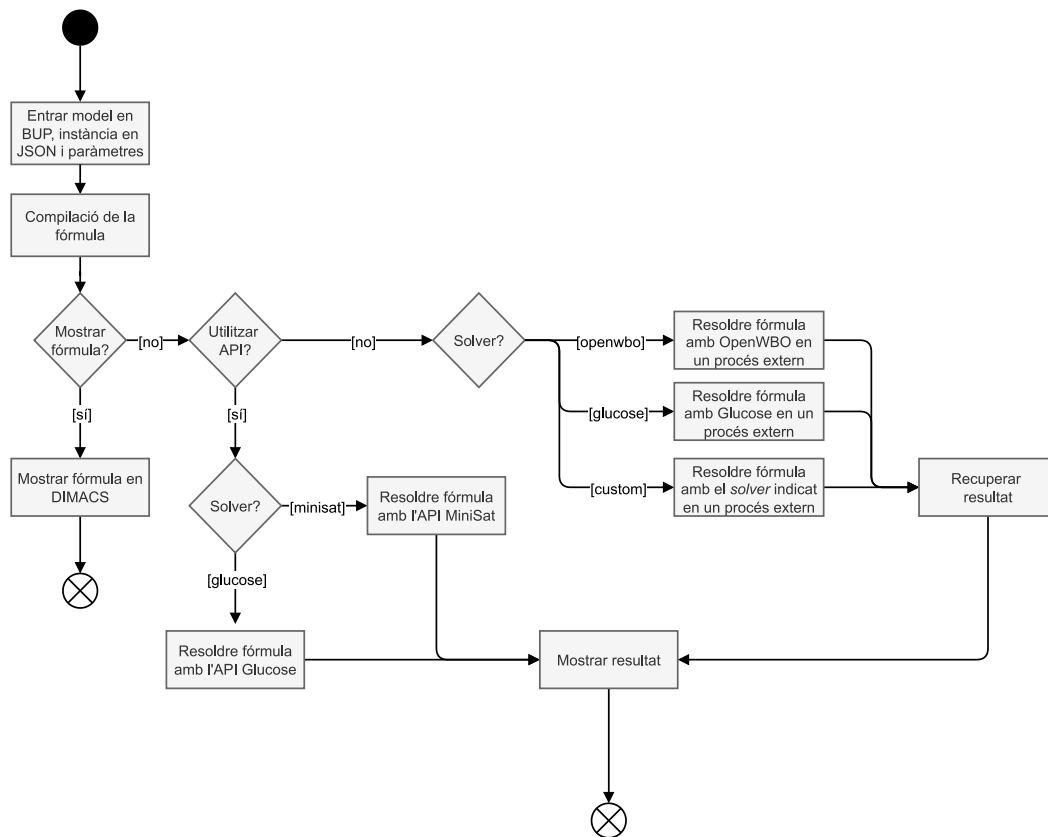 Entrar model en
BUP, instància en
JSON i paràmetres
Compilació de la
fórmula
Mostrar
fórmula?
[no]
Utilitzar
API?
[no]
Solver?
[openwbo]
Resoldre fórmula
amb OpenWBO en
un procés extern
[sí]
[sí]
[glucose]
Resoldre fórmula
amb Glucose en un
procés extern
Mostrar fórmula en
DIMACS
Solver?
[minisat]
Resoldre fórmula
amb l'API MiniSat
[custom]
Resoldre fórmula
amb el solver indicat
en un procés extern
Recuperar
resultat
[glucose]
Resoldre fórmula
amb l'API Glucose
Mostrar resultat